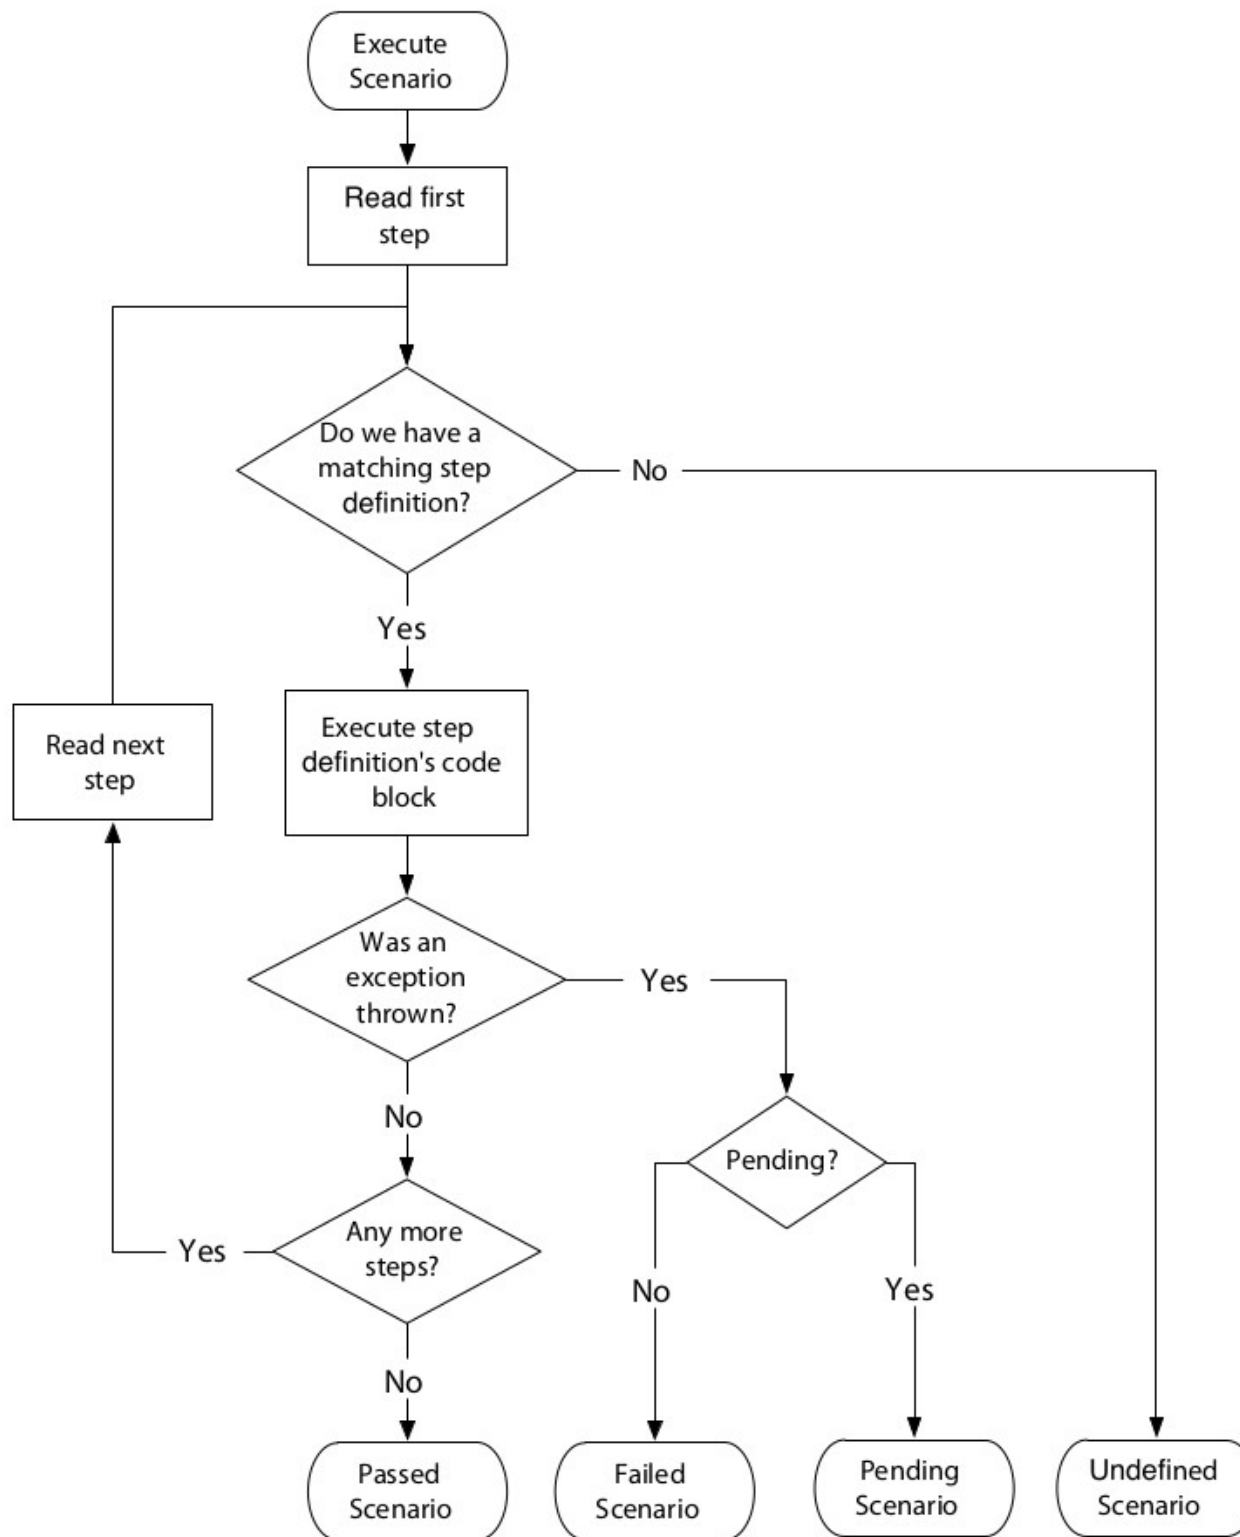 Execute
Scenario
Read first
step
Do we have a
matching step
definition?
No
Yes
Read next
step
Execute step
definition's code
block
Was an
exception
thrown?
Yes
No
Pending?
Any more
steps?
Yes
No
Yes
No
Passed
Scenario
Failed
Scenario
Pending
Scenario
Undefined
Scenario